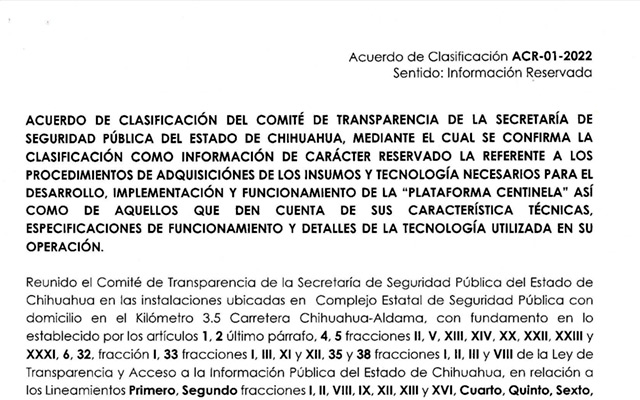 Acuerdo de Clasificación ACR-01-2022
Sentido: Información Reservada
ACUERDO DE CLASIFICACIÓN DEL COMITÉ DE TRANSPARENCIA DE LA SECRETARÍA DE
SEGURIDAD PÚBLICA DEL ESTADO DE CHIHUAHUA, MEDIANTE EL CUAL SE CONFIRMA LA
CLASIFICACIÓN COMO INFORMACIÓN DE CARÁCTER RESERVADO LA REFERENTE A LOS
PROCEDIMIENTOS DE ADQUISICIÓNES DE LOS INSUMOS Y TECNOLOGÍA NECESARIOS PARA EL
DESARROLLO, IMPLEMENTACIÓN Y FUNCIONAMIENTO DE LA "PLATAFORMA CENTINELA" ASÍ
COMO DE AQUELLOS QUE DEN CUENTA DE SUS CARACTERÍSTICA TÉCNICAS,
ESPECIFICACIONES DE FUNCIONAMIENTO Y DETALLES DE LA TECNOLOGÍA UTILIZADA EN SU
OPERACIÓN.
Reunido el Comité de Transparencia de la Secretaría de Seguridad Pública del Estado de
Chihuahua en las instalaciones ubicadas en Complejo Estatal de Seguridad Pública con
domicilio en el Kilómetro 3.5 Carretera Chihuahua-Aldama, con fundamento en lo
establecido por los artículos 1, 2 último párrafo, 4, 5 fracciones II, V, XIII, XIV, XX, XXII, XXIII y
XXXI, 6, 32, fracción I, 33 fracciones I, III, XI y XII, 35 y 38 fracciones I, II, III y VIII de la Ley de
Transparencia y Acceso a la Información Pública del Estado de Chihuahua, en relación a
los Lineamientos Primero, Segundo fracciones I, II, VIII, IX, XII, XIII y XVI, Cuarto, Quinto, Sexto,